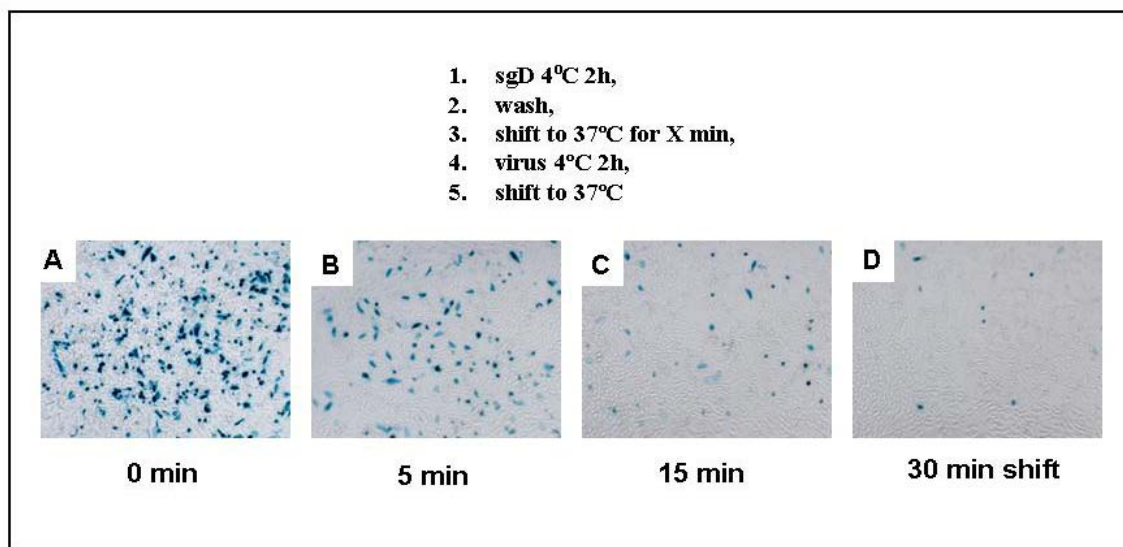 1. sgD 4⁰C 2h,
2. wash,
3. shift to 37ºC for X min,
4. virus 4ºC 2h,
5. shift to 37ºC
A B C D
0 min 5 min 15 min 30 min shift